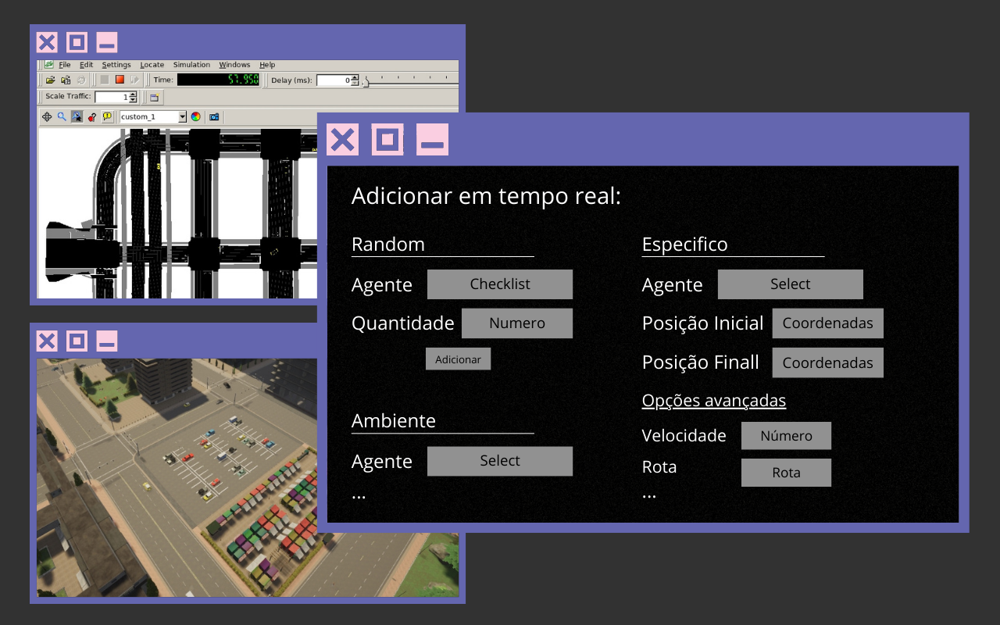 File Edit Settings Locate Simulation Windows Help
Time: 57.950 Delay (ms): 0
Scale Traffic: 1
custom_1
Adicionar em tempo real:
Random
Agente Checklist
Quantidade Numero
Adicionar
Ambiente
Agente Select
...
Especifico
Agente Select
Posição Inicial Coordenadas
Posição Finall Coordenadas
Opções avançadas
Velocidade Número
Rota Rota
...